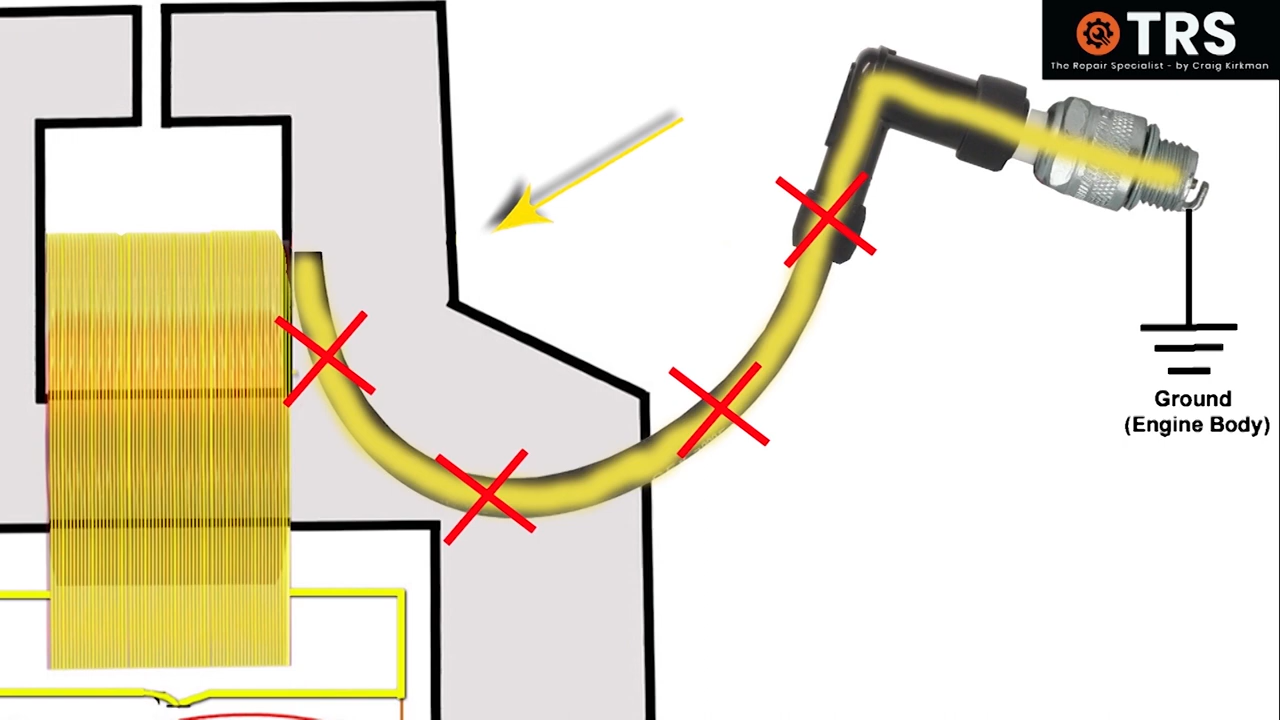 TRS
The Repair Specialist - by Craig Kirkman
Ground
(Engine Body)